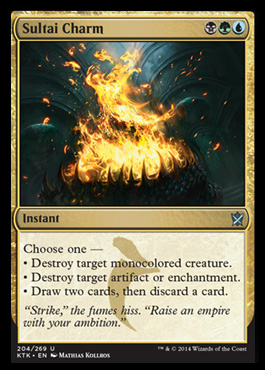 Sultai Charm
Instant
Choose one —
• Destroy target monocolored creature.
• Destroy target artifact or enchantment.
• Draw two cards, then discard a card.
"Strike," the fumes hiss. "Raise an empire
with your ambition."
204/269 U
KTK • EN Mathias Kollros
™ & © 2014 Wizards of the Coast